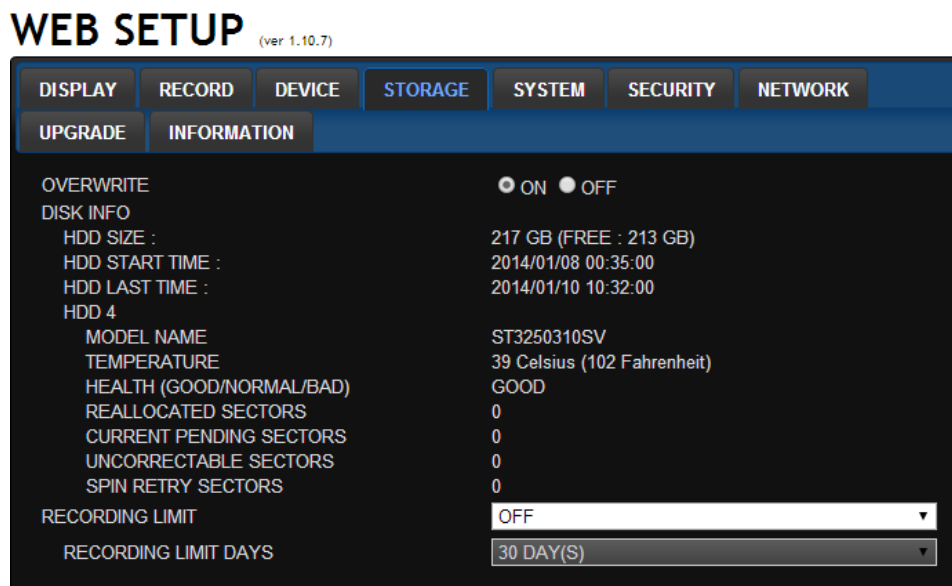 WEB SETUP (ver 1.10.7)
DISPLAY RECORD DEVICE STORAGE SYSTEM SECURITY NETWORK
UPGRADE INFORMATION
OVERWRITE ON OFF
DISK INFO
HDD SIZE : 217 GB (FREE : 213 GB)
HDD START TIME : 2014/01/08 00:35:00
HDD LAST TIME : 2014/01/10 10:32:00
HDD 4
MODEL NAME ST3250310SV
TEMPERATURE 39 Celsius (102 Fahrenheit)
HEALTH (GOOD/NORMAL/BAD) GOOD
REALLOCATED SECTORS 0
CURRENT PENDING SECTORS 0
UNCORRECTABLE SECTORS 0
SPIN RETRY SECTORS 0
RECORDING LIMIT OFF
RECORDING LIMIT DAYS 30 DAY(S)